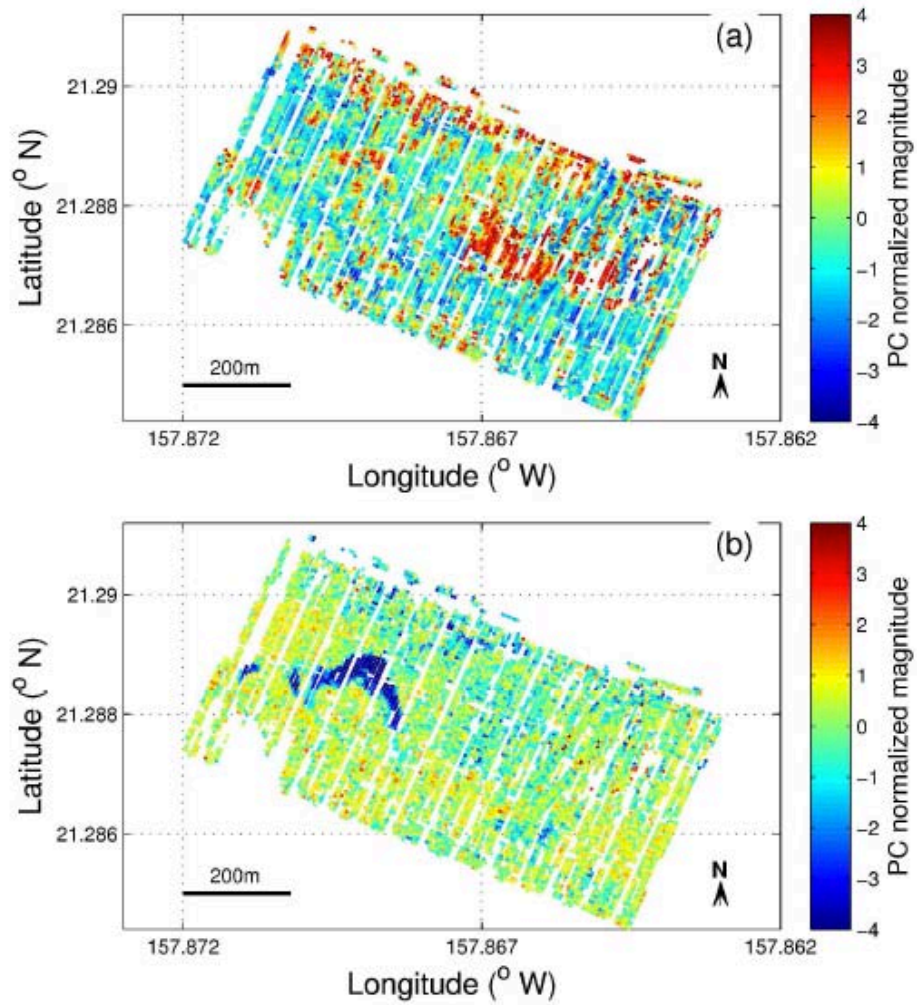 (a)
21.29
21.288
21.286
Latitude (° N)
200m
N
157.872
157.867
157.862
Longitude (° W)
4
3
2
1
0
−1
−2
−3
−4
PC normalized magnitude
(b)
21.29
21.288
21.286
Latitude (° N)
200m
N
157.872
157.867
157.862
Longitude (° W)
4
3
2
1
0
−1
−2
−3
−4
PC normalized magnitude